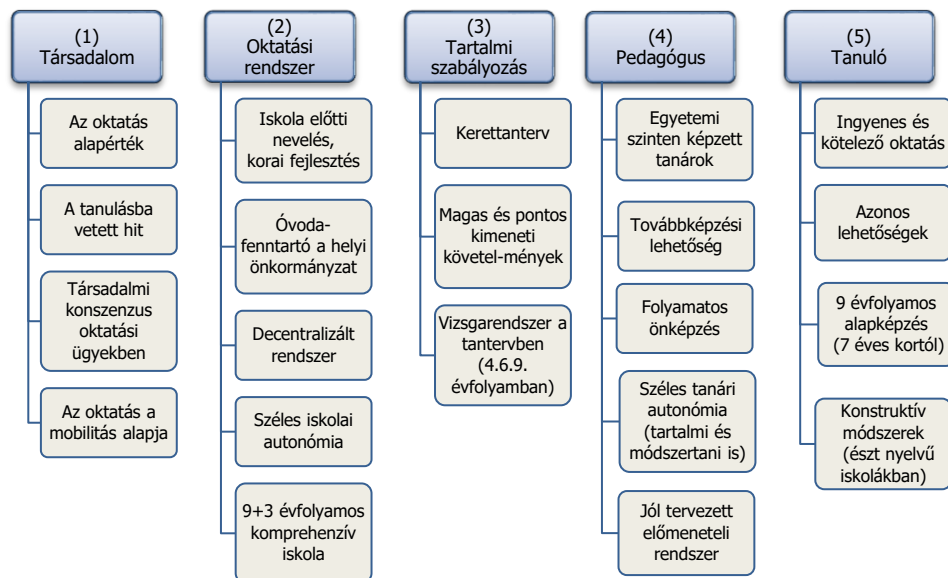 (1)
Társadalom
Az oktatás
alapérték
A tanulásba
vetett hit
Társadalmi
konszenzus
oktatási
ügyekben
Az oktatás a
mobilitás alapja
(2)
Oktatási
rendszer
Iskola előtti
nevelés,
korai fejlesztés
Óvoda-
fenntartó a helyi
önkormányzat
Decentralizált
rendszer
Széles iskolai
autonómia
9+3 évfolyamos
komprehenzív
iskola
(3)
Tartalmi
szabályozás
Kerettanterv
Magas és pontos
kimeneti
követel-mények
Vizsgarendszer a
tantervben
(4.6.9.
évfolyamban)
(4)
Pedagógus
Egyetemi
szinten képzett
tanárok
Továbbképzési
lehetőség
Folyamatos
önképzés
Széles tanári
autonómia
(tartalmi és
módszertani is)
Jól tervezett
előmeneteli
rendszer
(5)
Tanuló
Ingyenes és
kötelező oktatás
Azonos
lehetőségek
9 évfolyamos
alapképzés
(7 éves kortól)
Konstruktív
módszerek
(észt nyelvű
iskolákban)